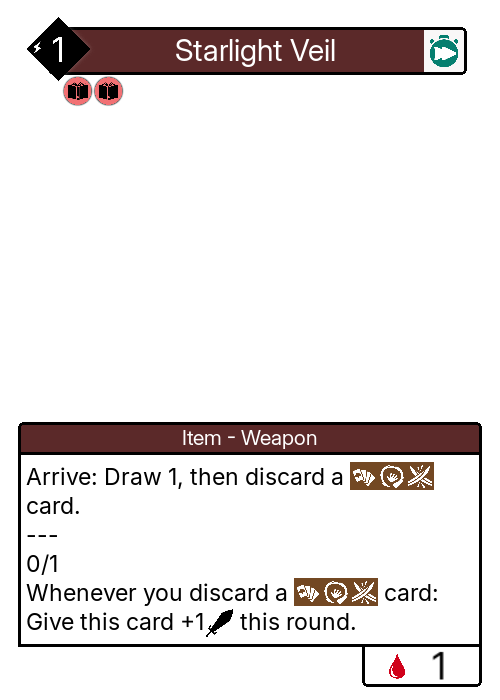 1 Starlight Veil
Item - Weapon
Arrive: Draw 1, then discard a
card.
---
0/1
Whenever you discard a card:
Give this card +1 this round.
1